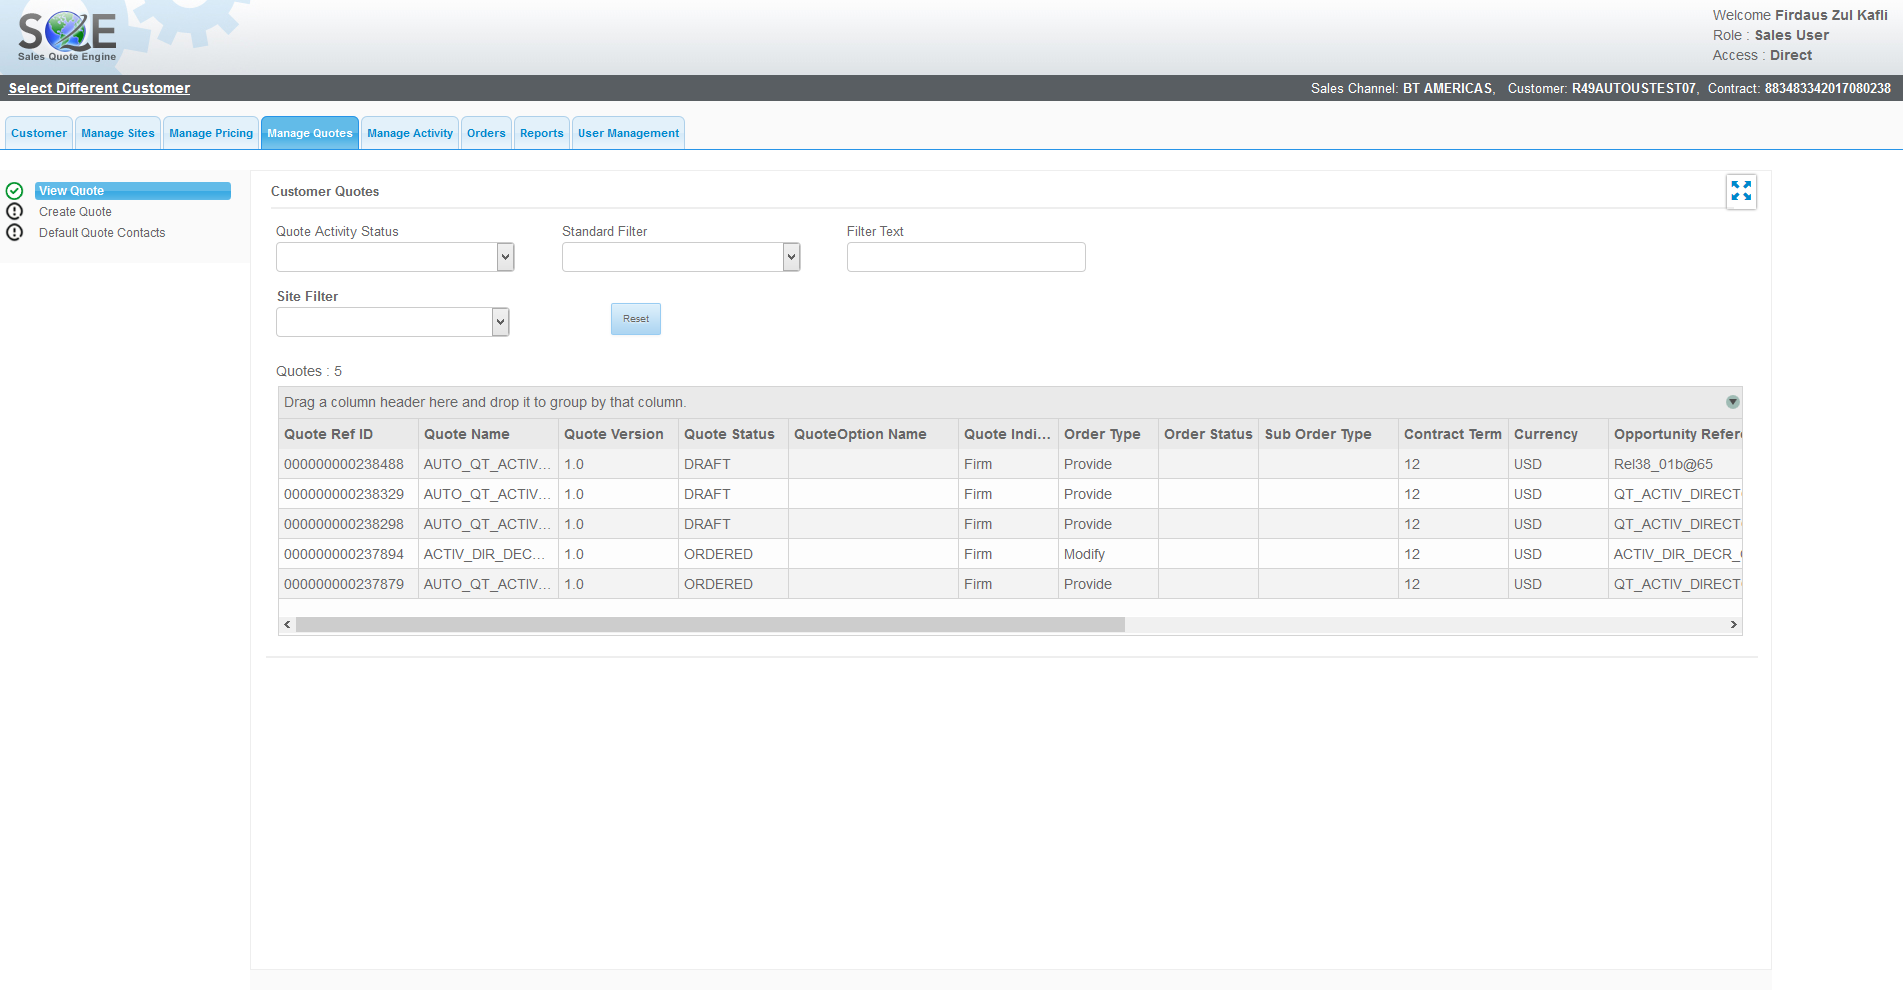 SQE
Sales Quote Engine
Welcome Firdaus Zul Kafli
Role : Sales User
Access : Direct
Select Different Customer
Sales Channel: BT AMERICAS, Customer: R49AUTOUSTEST07, Contract: 883483342017080238
Customer Manage Sites Manage Pricing Manage Quotes Manage Activity Orders Reports User Management
View Quote
Create Quote
Default Quote Contacts
Customer Quotes
Quote Activity Status Standard Filter Filter Text
Site Filter
Reset
Quotes : 5
Drag a column header here and drop it to group by that column.
Quote Ref ID Quote Name Quote Version Quote Status QuoteOption Name Quote Indi... Order Type Order Status Sub Order Type Contract Term Currency Opportunity Refere
000000000238488 AUTO_QT_ACTIV... 1.0 DRAFT Firm Provide 12 USD Rel38_01b@65
000000000238329 AUTO_QT_ACTIV... 1.0 DRAFT Firm Provide 12 USD QT_ACTIV_DIRECT
000000000238298 AUTO_QT_ACTIV... 1.0 DRAFT Firm Provide 12 USD QT_ACTIV_DIRECT
000000000237894 ACTIV_DIR_DEC... 1.0 ORDERED Firm Modify 12 USD ACTIV_DIR_DECR_
000000000237879 AUTO_QT_ACTIV... 1.0 ORDERED Firm Provide 12 USD QT_ACTIV_DIRECT